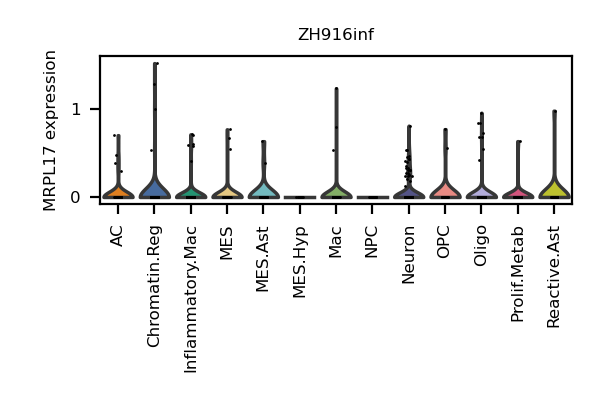 ZH916inf
MRPL17 expression
1
0
AC
Chromatin.Reg
Inflammatory.Mac
MES
MES.Ast
MES.Hyp
Mac
NPC
Neuron
OPC
Oligo
Prolif.Metab
Reactive.Ast